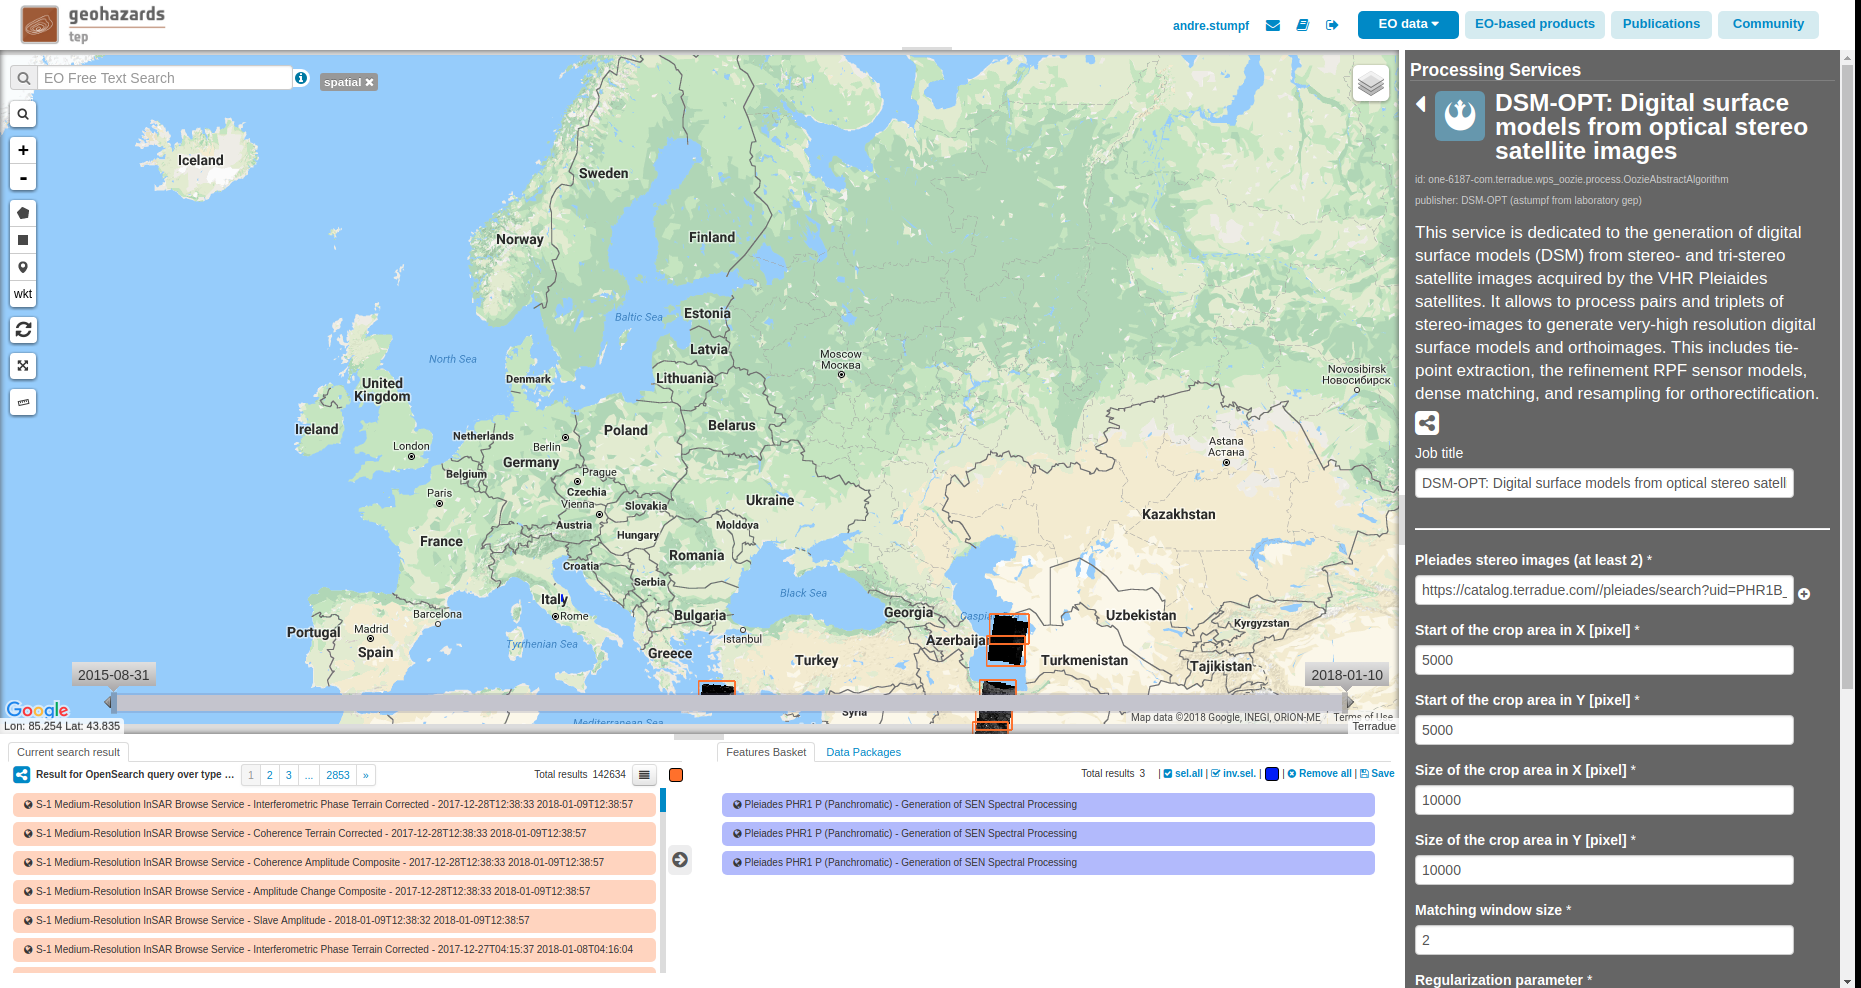 geohazards
tep
andre.stumpf
EO data
EO-based products
Publications
Community
EO Free Text Search
spatial
+
-
wkt
Iceland
Sweden
Norway
Finland
Baltic Sea
Estonia
Latvia
Lithuania
North Sea
Denmark
United
Kingdom
Ireland
London
Netherlands
Berlin
Poland
Belarus
Moscow
Москва
Novosibirsk
Новосибирск
Astana
Астана
Belgium
Germany
Prague
Czechia
Paris
Vienna
Slovakia
Ukraine
Austria
Moldova
Hungary
France
Romania
Kazakhstan
Croatia
Serbia
Italy
Rome
Black Sea
Bulgaria
Georgia
Caspia
Uzbekistan
Kyrgyzstan
Barcelona
Portugal
Madrid
Spain
Tyrrhenian Sea
Istanbul
Greece
Turkey
Azerbaija
Turkmenistan
Tajikistan
2015-08-31
2018-01-10
Google
Mediterranean Sea
Syria
Map data ©2018 Google, INEGI, ORION-ME
Terms of Use
Lon: 85.254 Lat: 43.835
Terradue
Current search result
Result for OpenSearch query over type ...
1 2 3 ... 2853 »
Total results 142634
S-1 Medium-Resolution InSAR Browse Service - Interferometric Phase Terrain Corrected - 2017-12-28T12:38:33 2018-01-09T12:38:57
S-1 Medium-Resolution InSAR Browse Service - Coherence Terrain Corrected - 2017-12-28T12:38:33 2018-01-09T12:38:57
S-1 Medium-Resolution InSAR Browse Service - Coherence Amplitude Composite - 2017-12-28T12:38:33 2018-01-09T12:38:57
S-1 Medium-Resolution InSAR Browse Service - Amplitude Change Composite - 2017-12-28T12:38:33 2018-01-09T12:38:57
S-1 Medium-Resolution InSAR Browse Service - Slave Amplitude - 2018-01-09T12:38:32 2018-01-09T12:38:57
S-1 Medium-Resolution InSAR Browse Service - Interferometric Phase Terrain Corrected - 2017-12-27T04:15:37 2018-01-08T04:16:04
Features Basket
Data Packages
Total results 3 | sel.all | inv.sel. | | Remove all | Save
Pleiades PHR1 P (Panchromatic) - Generation of SEN Spectral Processing
Pleiades PHR1 P (Panchromatic) - Generation of SEN Spectral Processing
Pleiades PHR1 P (Panchromatic) - Generation of SEN Spectral Processing
Processing Services
DSM-OPT: Digital surface
models from optical stereo
satellite images
id: one-6187-com.terradue.wps_oozie.process.OozieAbstractAlgorithm
publisher: DSM-OPT (astumpf from laboratory gep)
This service is dedicated to the generation of digital
surface models (DSM) from stereo- and tri-stereo
satellite images acquired by the VHR Pleiaides
satellites. It allows to process pairs and triplets of
stereo-images to generate very-high resolution digital
surface models and orthoimages. This includes tie-
point extraction, the refinement RPF sensor models,
dense matching, and resampling for orthorectification.
Job title
DSM-OPT: Digital surface models from optical stereo satell
Pleiades stereo images (at least 2) *
https://catalog.terradue.com//pleiades/search?uid=PHR1B_
Start of the crop area in X [pixel] *
5000
Start of the crop area in Y [pixel] *
5000
Size of the crop area in X [pixel] *
10000
Size of the crop area in Y [pixel] *
10000
Matching window size *
2
Regularization parameter *